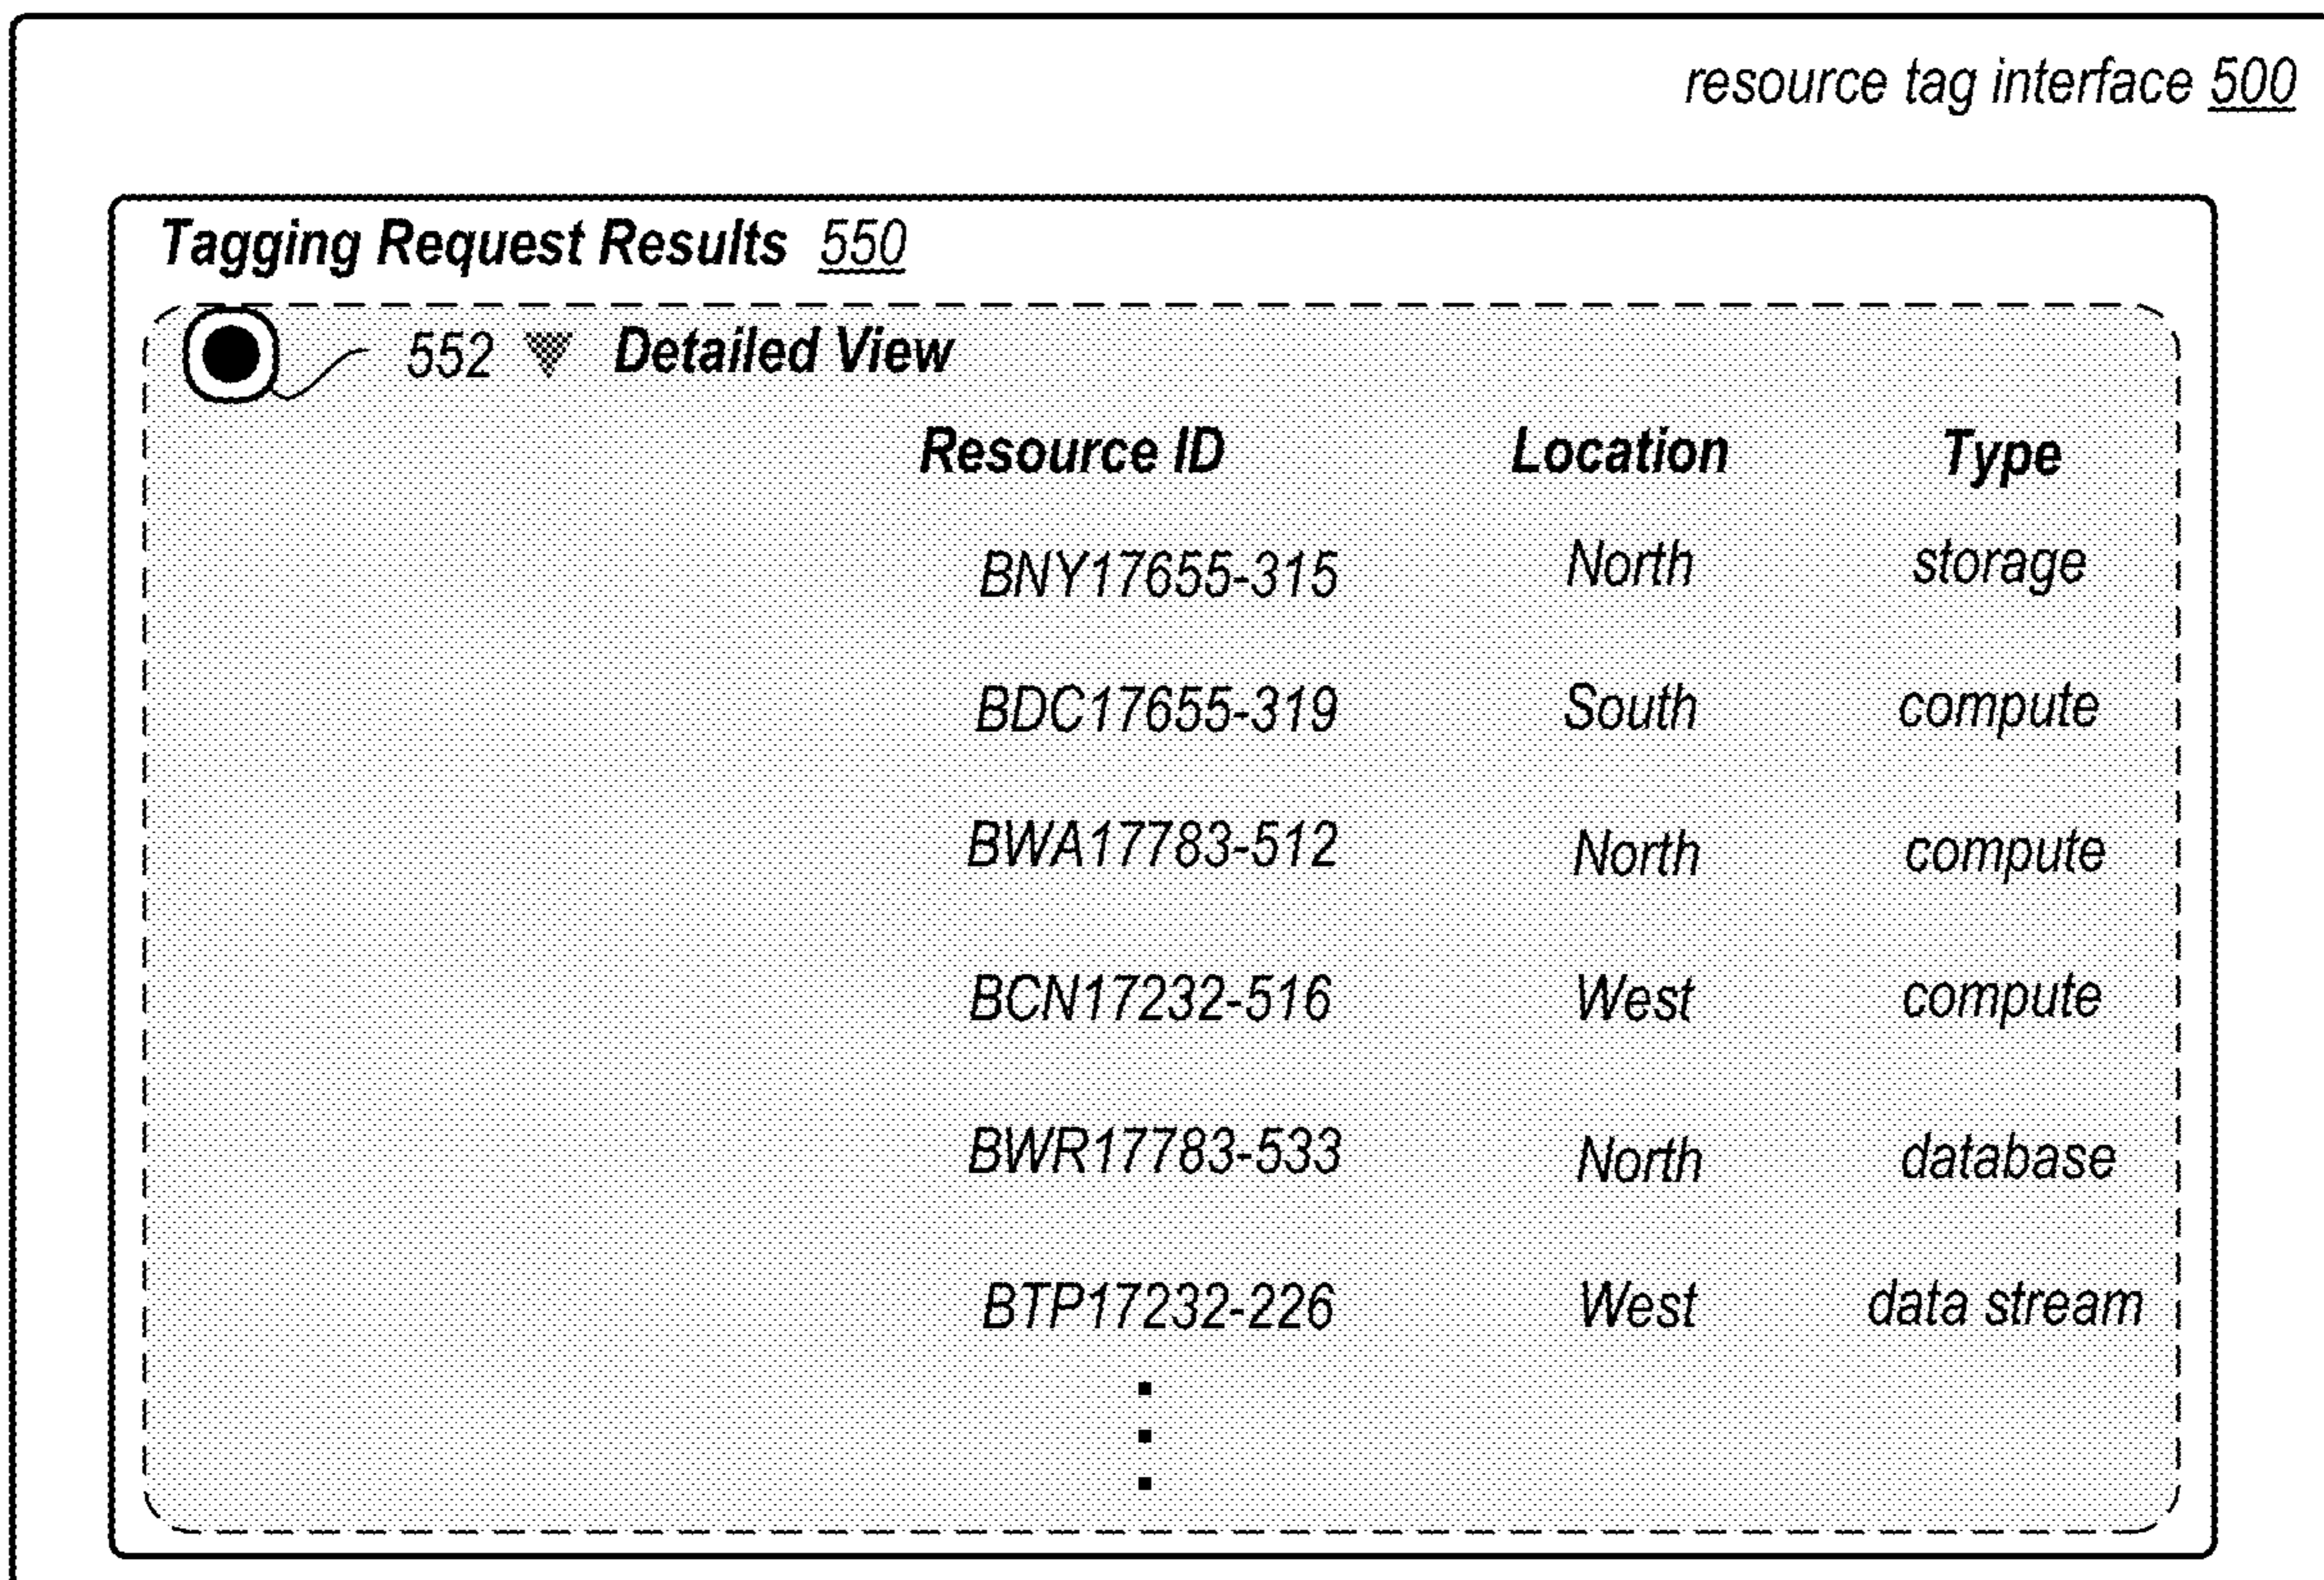 resource tag interface 500
Tagging Request Results 550
552 Detailed View
Resource ID Location Type
BNY17655-315 North storage
BDC17655-319 South compute
BWA17783-512 North compute
BCN17232-516 West compute
BWR17783-533 North database
BTP17232-226 West data stream